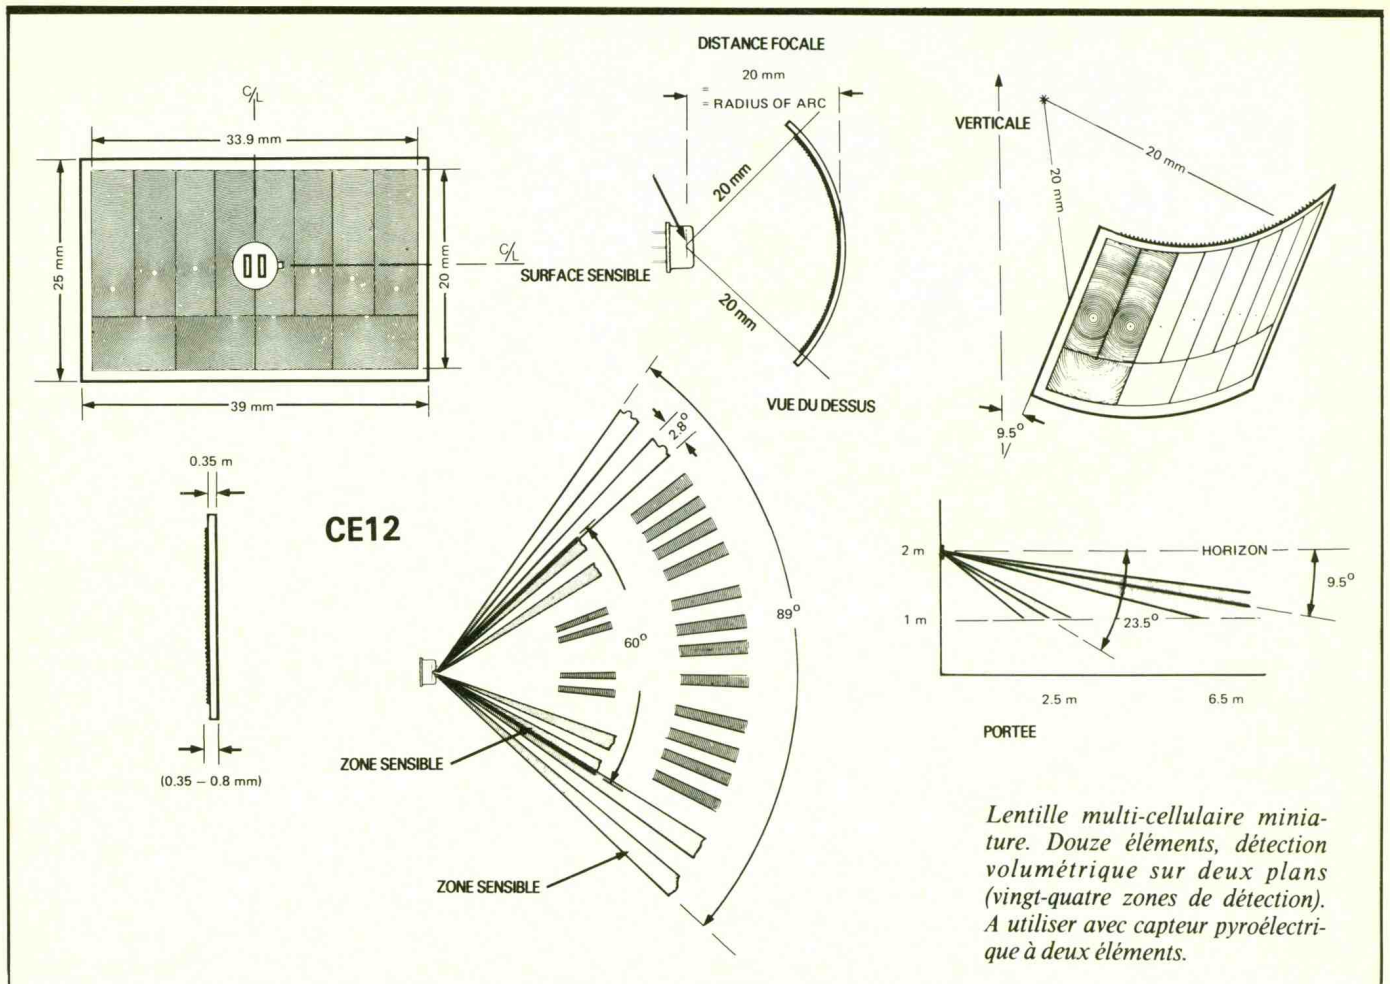 C/L
33.9 mm
25 mm
20 mm
C/L
39 mm
DISTANCE FOCALE
20 mm
=
= RADIUS OF ARC
20 mm
20 mm
SURFACE SENSIBLE
VUE DU DESSUS
VERTICALE
20 mm
20 mm
9.5°
0.35 m
(0.35 – 0.8 mm)
CE12
2.8°
89°
60°
ZONE SENSIBLE
ZONE SENSIBLE
2 m
HORIZON
9.5°
1 m
23.5°
2.5 m
6.5 m
PORTEE
Lentille multi-cellulaire minia-
ture. Douze éléments, détection
volumétrique sur deux plans
(vingt-quatre zones de détection).
A utiliser avec capteur pyroélectri-
que à deux éléments.